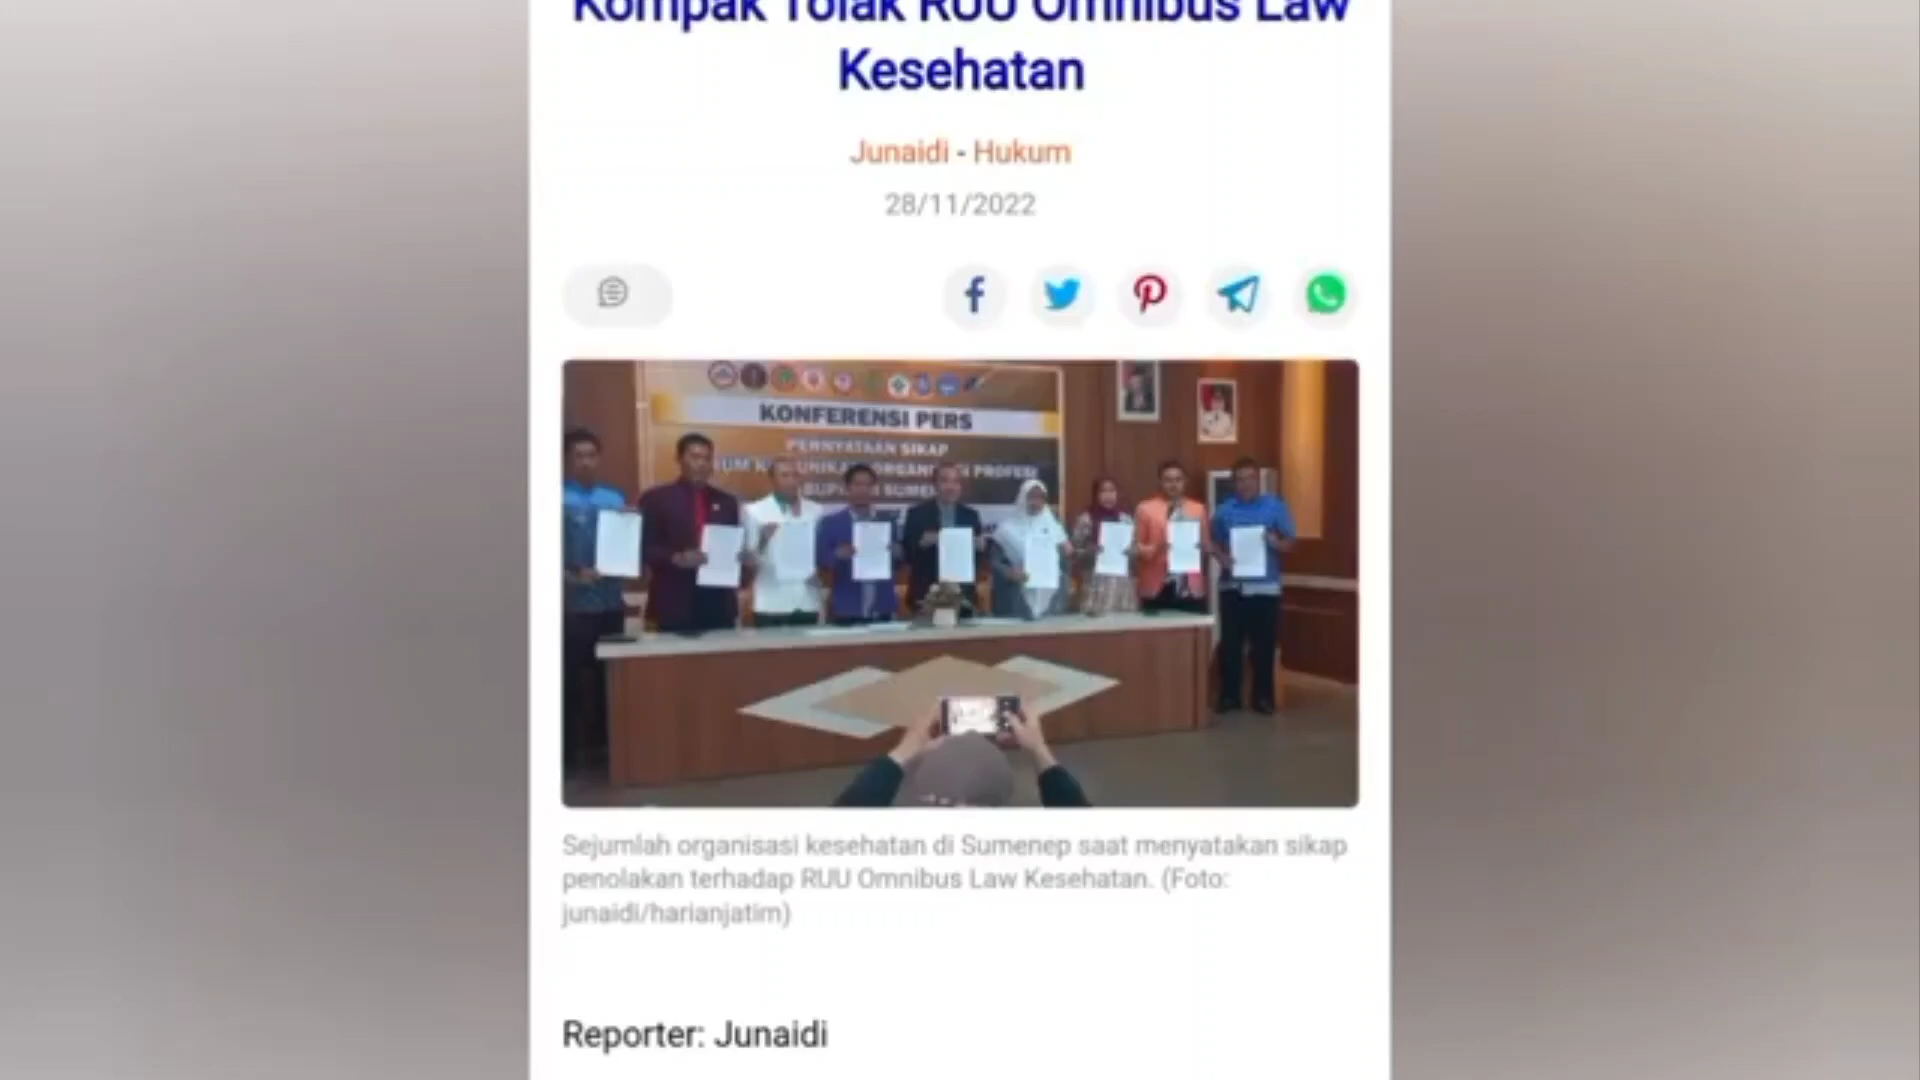 Kompak Tolak RUU Omnibus Law
Kesehatan
Junaidi - Hukum
28/11/2022
KONFERENSI PERS
PERNYATAAN SIKAP
PROFESI
Sejumlah organisasi kesehatan di Sumenep saat menyatakan sikap
penolakan terhadap RUU Omnibus Law Kesehatan. (Foto:
junaidi/harianjatim)
Reporter: Junaidi